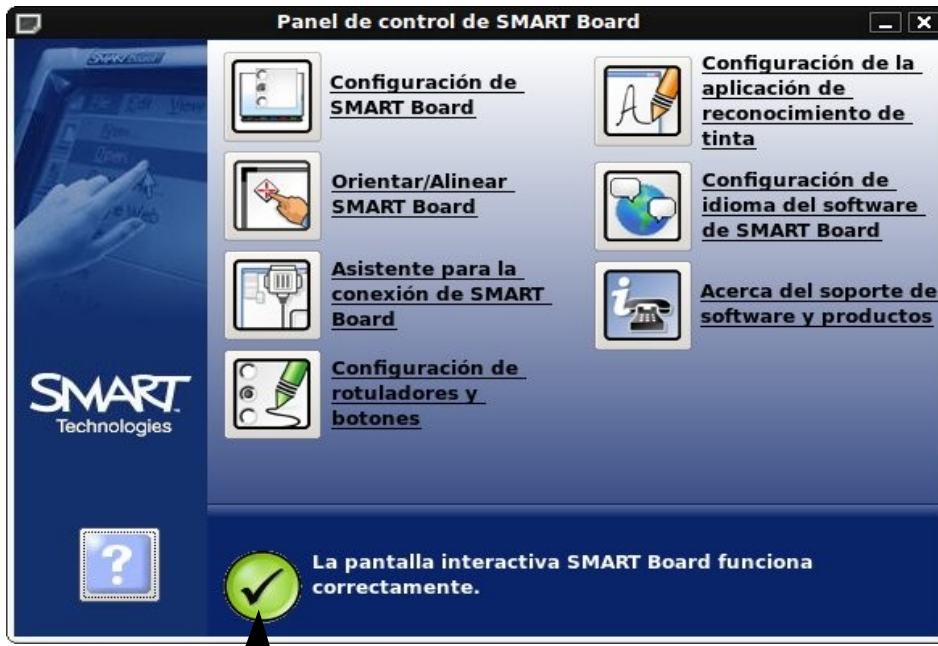 Panel de control de SMART Board
Configuración de
SMART Board
Orientar/Alinear
SMART Board
Asistente para la
conexión de SMART
Board
Configuración de
rotuladores y
botones
Configuración de la
aplicación de
reconocimiento de
tinta
Configuración de
idioma del software
de SMART Board
Acerca del soporte de
software y productos
SMART
Technologies
?
La pantalla interactiva SMART Board funciona
correctamente.